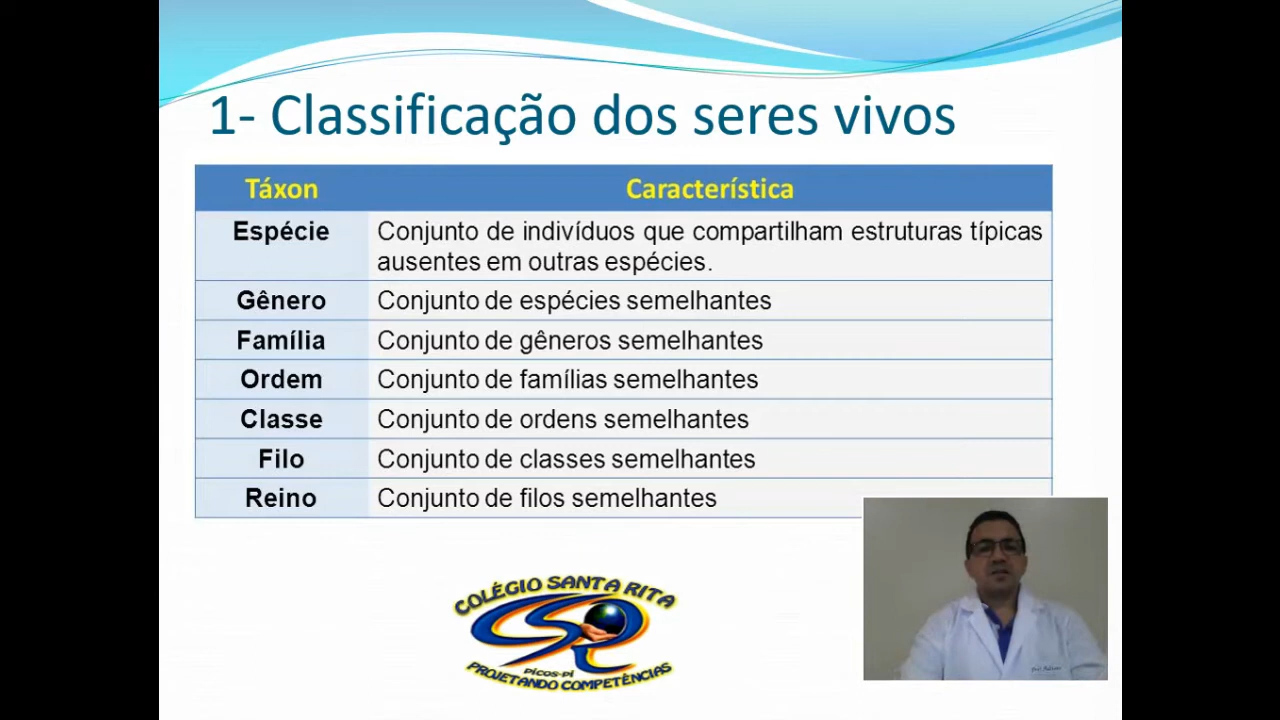 1- Classificação dos seres vivos
Táxon Característica
Espécie Conjunto de indivíduos que compartilham estruturas típicas
ausentes em outras espécies.
Gênero Conjunto de espécies semelhantes
Família Conjunto de gêneros semelhantes
Ordem Conjunto de famílias semelhantes
Classe Conjunto de ordens semelhantes
Filo Conjunto de classes semelhantes
Reino Conjunto de filos semelhantes
COLÉGIO SANTA RITA
CSR
PICOS-PI
PROJETANDO COMPETÊNCIAS